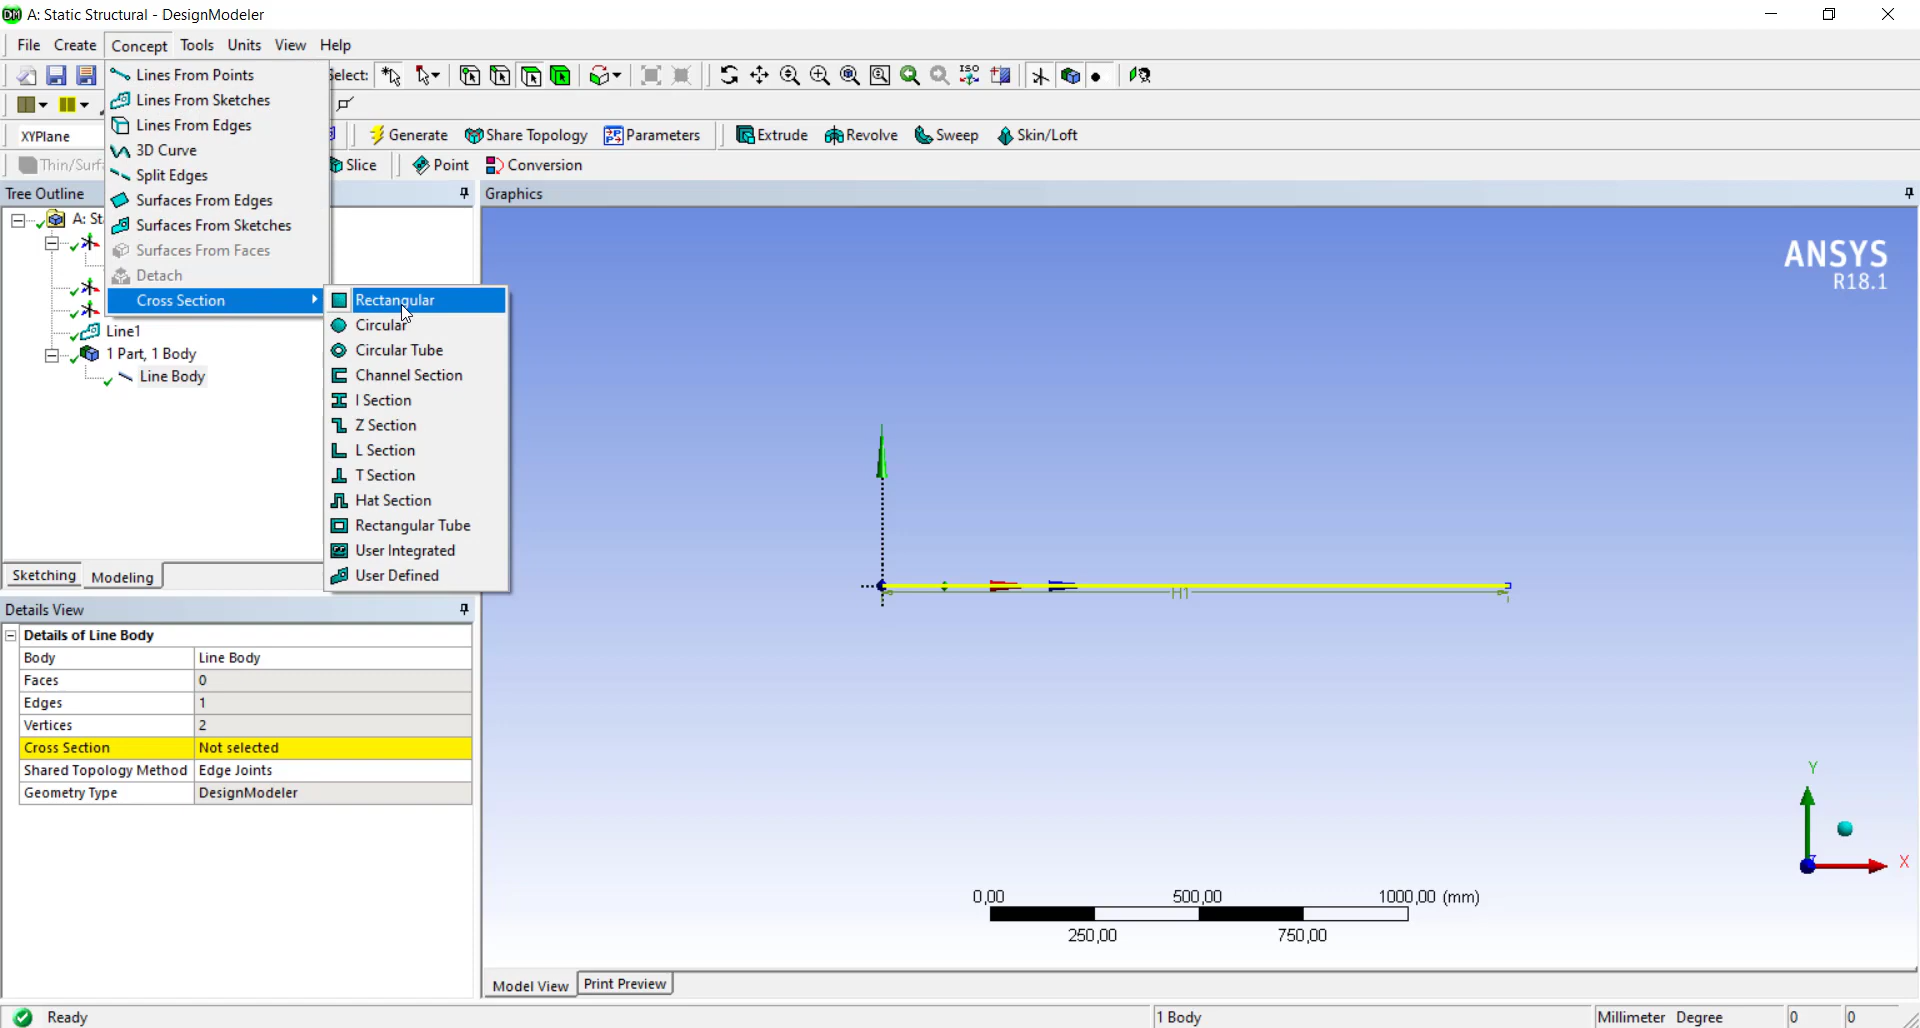 A: Static Structural - DesignModeler
File Create Concept Tools Units View Help
Lines From Points
Lines From Sketches
Lines From Edges
3D Curve
Split Edges
Surfaces From Edges
Surfaces From Sketches
Surfaces From Faces
Detach
Cross Section
Rectangular
Circular
Circular Tube
Channel Section
I Section
Z Section
L Section
T Section
Hat Section
Rectangular Tube
User Integrated
User Defined
elect:
ISO
XYPlane
Generate Share Topology Parameters Extrude Revolve Sweep Skin/Loft
Thin/Surf Slice Point Conversion
Tree Outline
A: St
Line1
1 Part, 1 Body
Line Body
Sketching Modeling
Details View
Details of Line Body
Body Line Body
Faces 0
Edges 1
Vertices 2
Cross Section Not selected
Shared Topology Method Edge Joints
Geometry Type DesignModeler
Graphics
ANSYS
R18.1
H1
Y
X
0,00 500,00 1000,00 (mm)
250,00 750,00
Model View Print Preview
Ready 1 Body Millimeter Degree 0 0